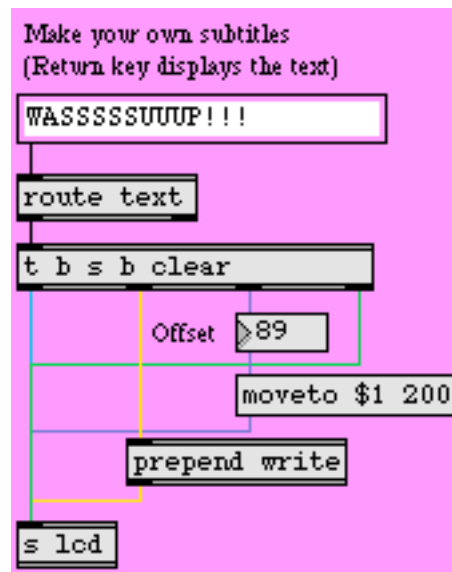 Make your own subtitles
(Return key displays the text)
WASSSSSUUUP!!!
route text
t b s b clear
Offset 89
moveto $1 200
prepend write
s lcd